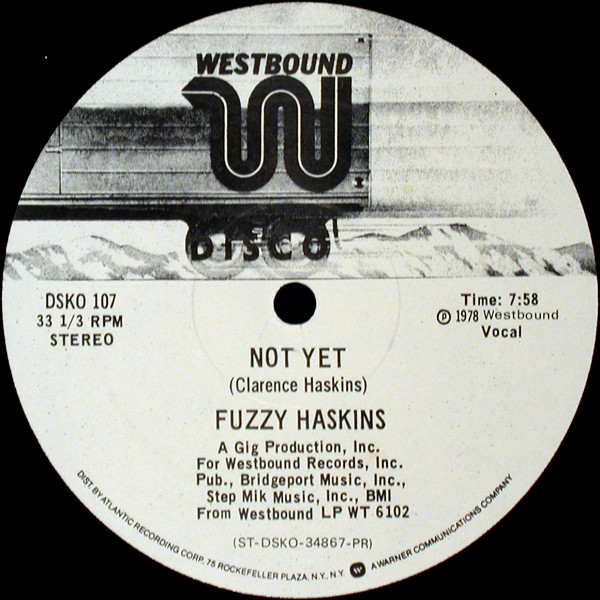 WESTBOUND
DISCO
DSKO 107
33 1/3 RPM
STEREO
Time: 7:58
Ⓟ 1978 Westbound
Vocal
NOT YET
(Clarence Haskins)
FUZZY HASKINS
A Gig Production, Inc.
For Westbound Records, Inc.
Pub., Bridgeport Music, Inc.,
Step Mik Music, Inc., BMI
From Westbound LP WT 6102
(ST-DSKO-34867-PR)
DIST. BY ATLANTIC RECORDING CORP. 75 ROCKEFELLER PLAZA, N.Y., N.Y. W A WARNER COMMUNICATIONS COMPANY